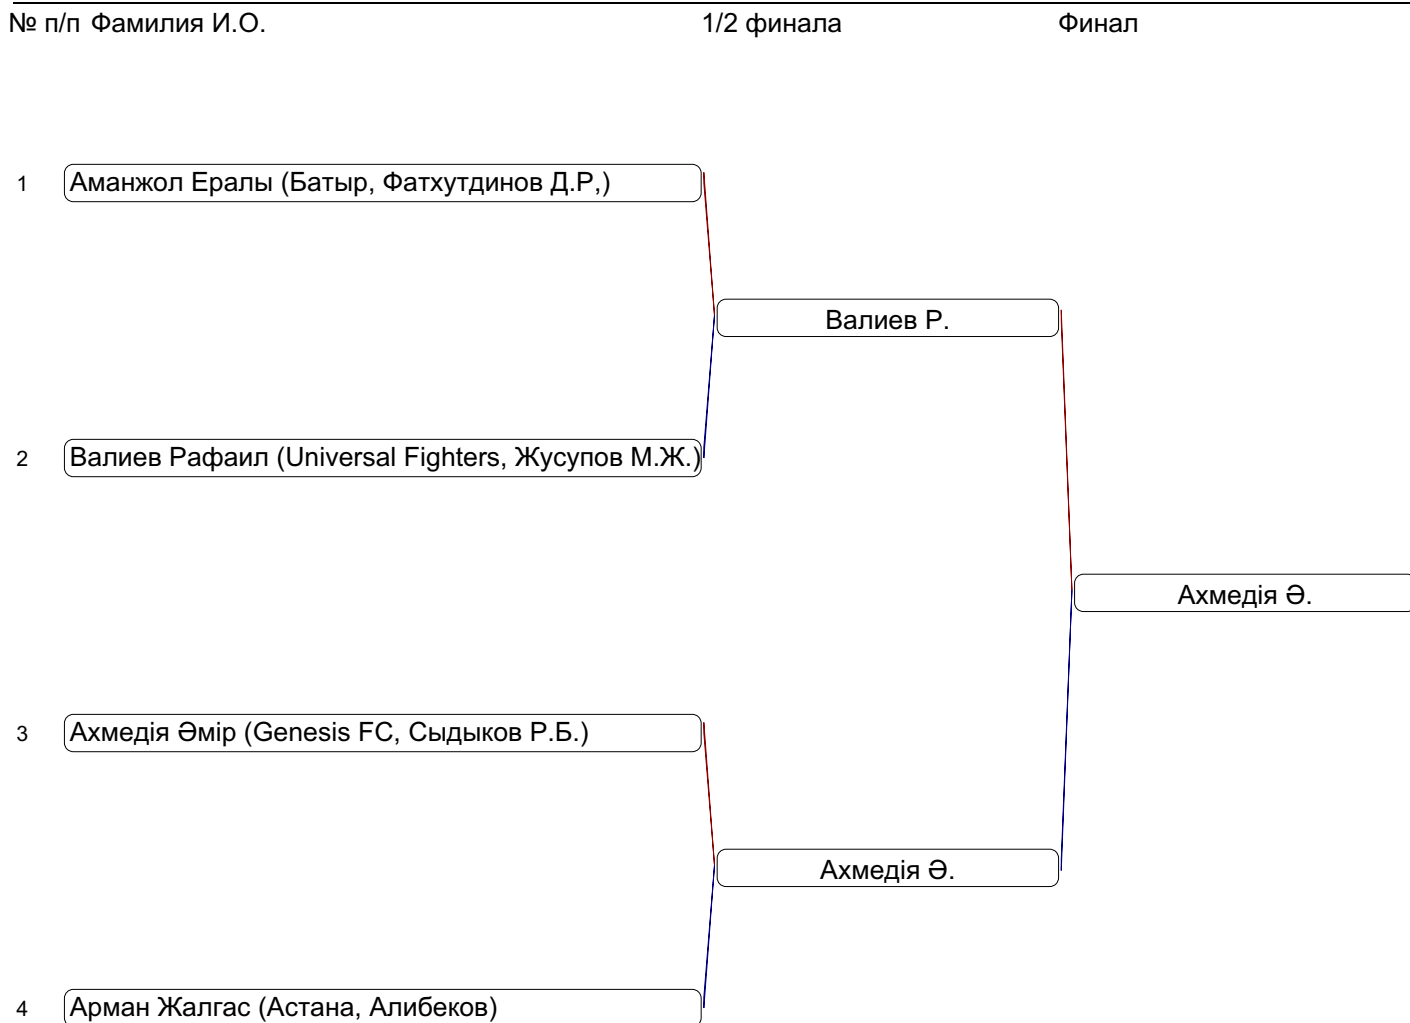 № п/п Фамилия И.О. 1/2 финала Финал
1 Аманжол Ералы (Батыр, Фатхутдинов Д.Р,)
Валиев Р.
2 Валиев Рафаил (Universal Fighters, Жусупов М.Ж.)
Ахмедія Ә.
3 Ахмедія Әмір (Genesis FC, Сыдыков Р.Б.)
Ахмедія Ә.
4 Арман Жалгас (Астана, Алибеков)